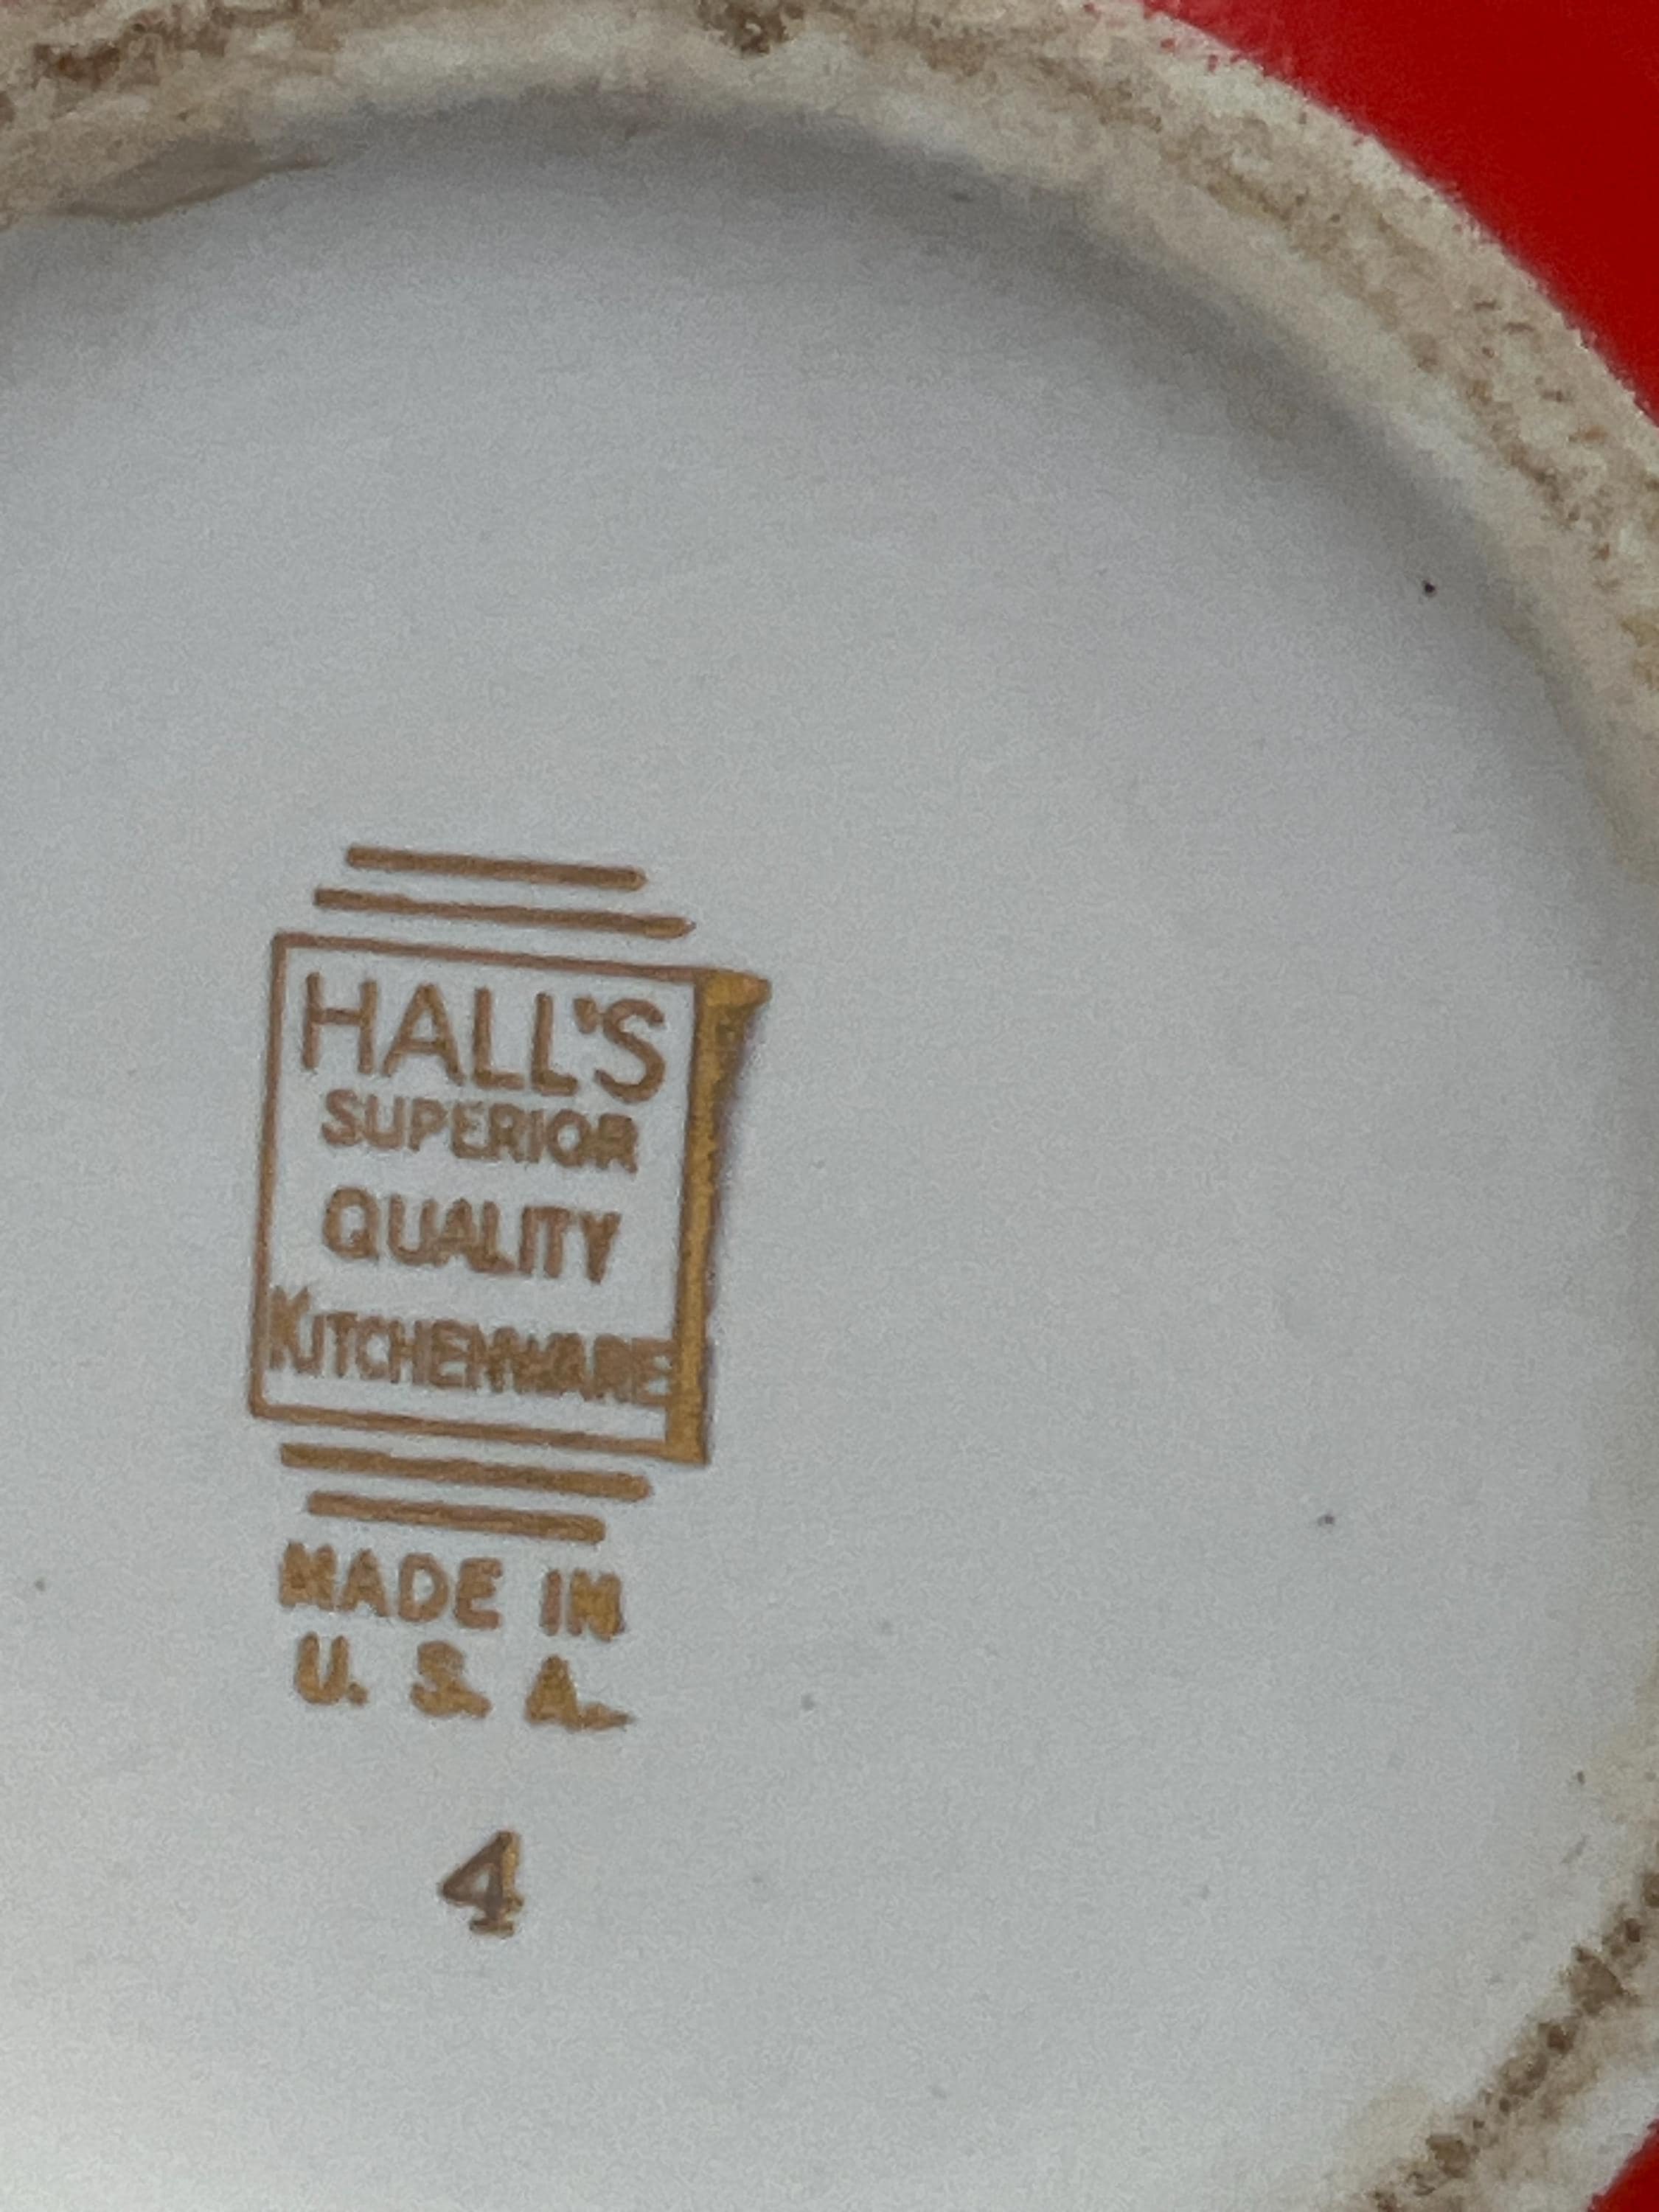 HALL'S
SUPERIOR
QUALITY
KITCHENWARE
MADE IN
U. S. A.
4